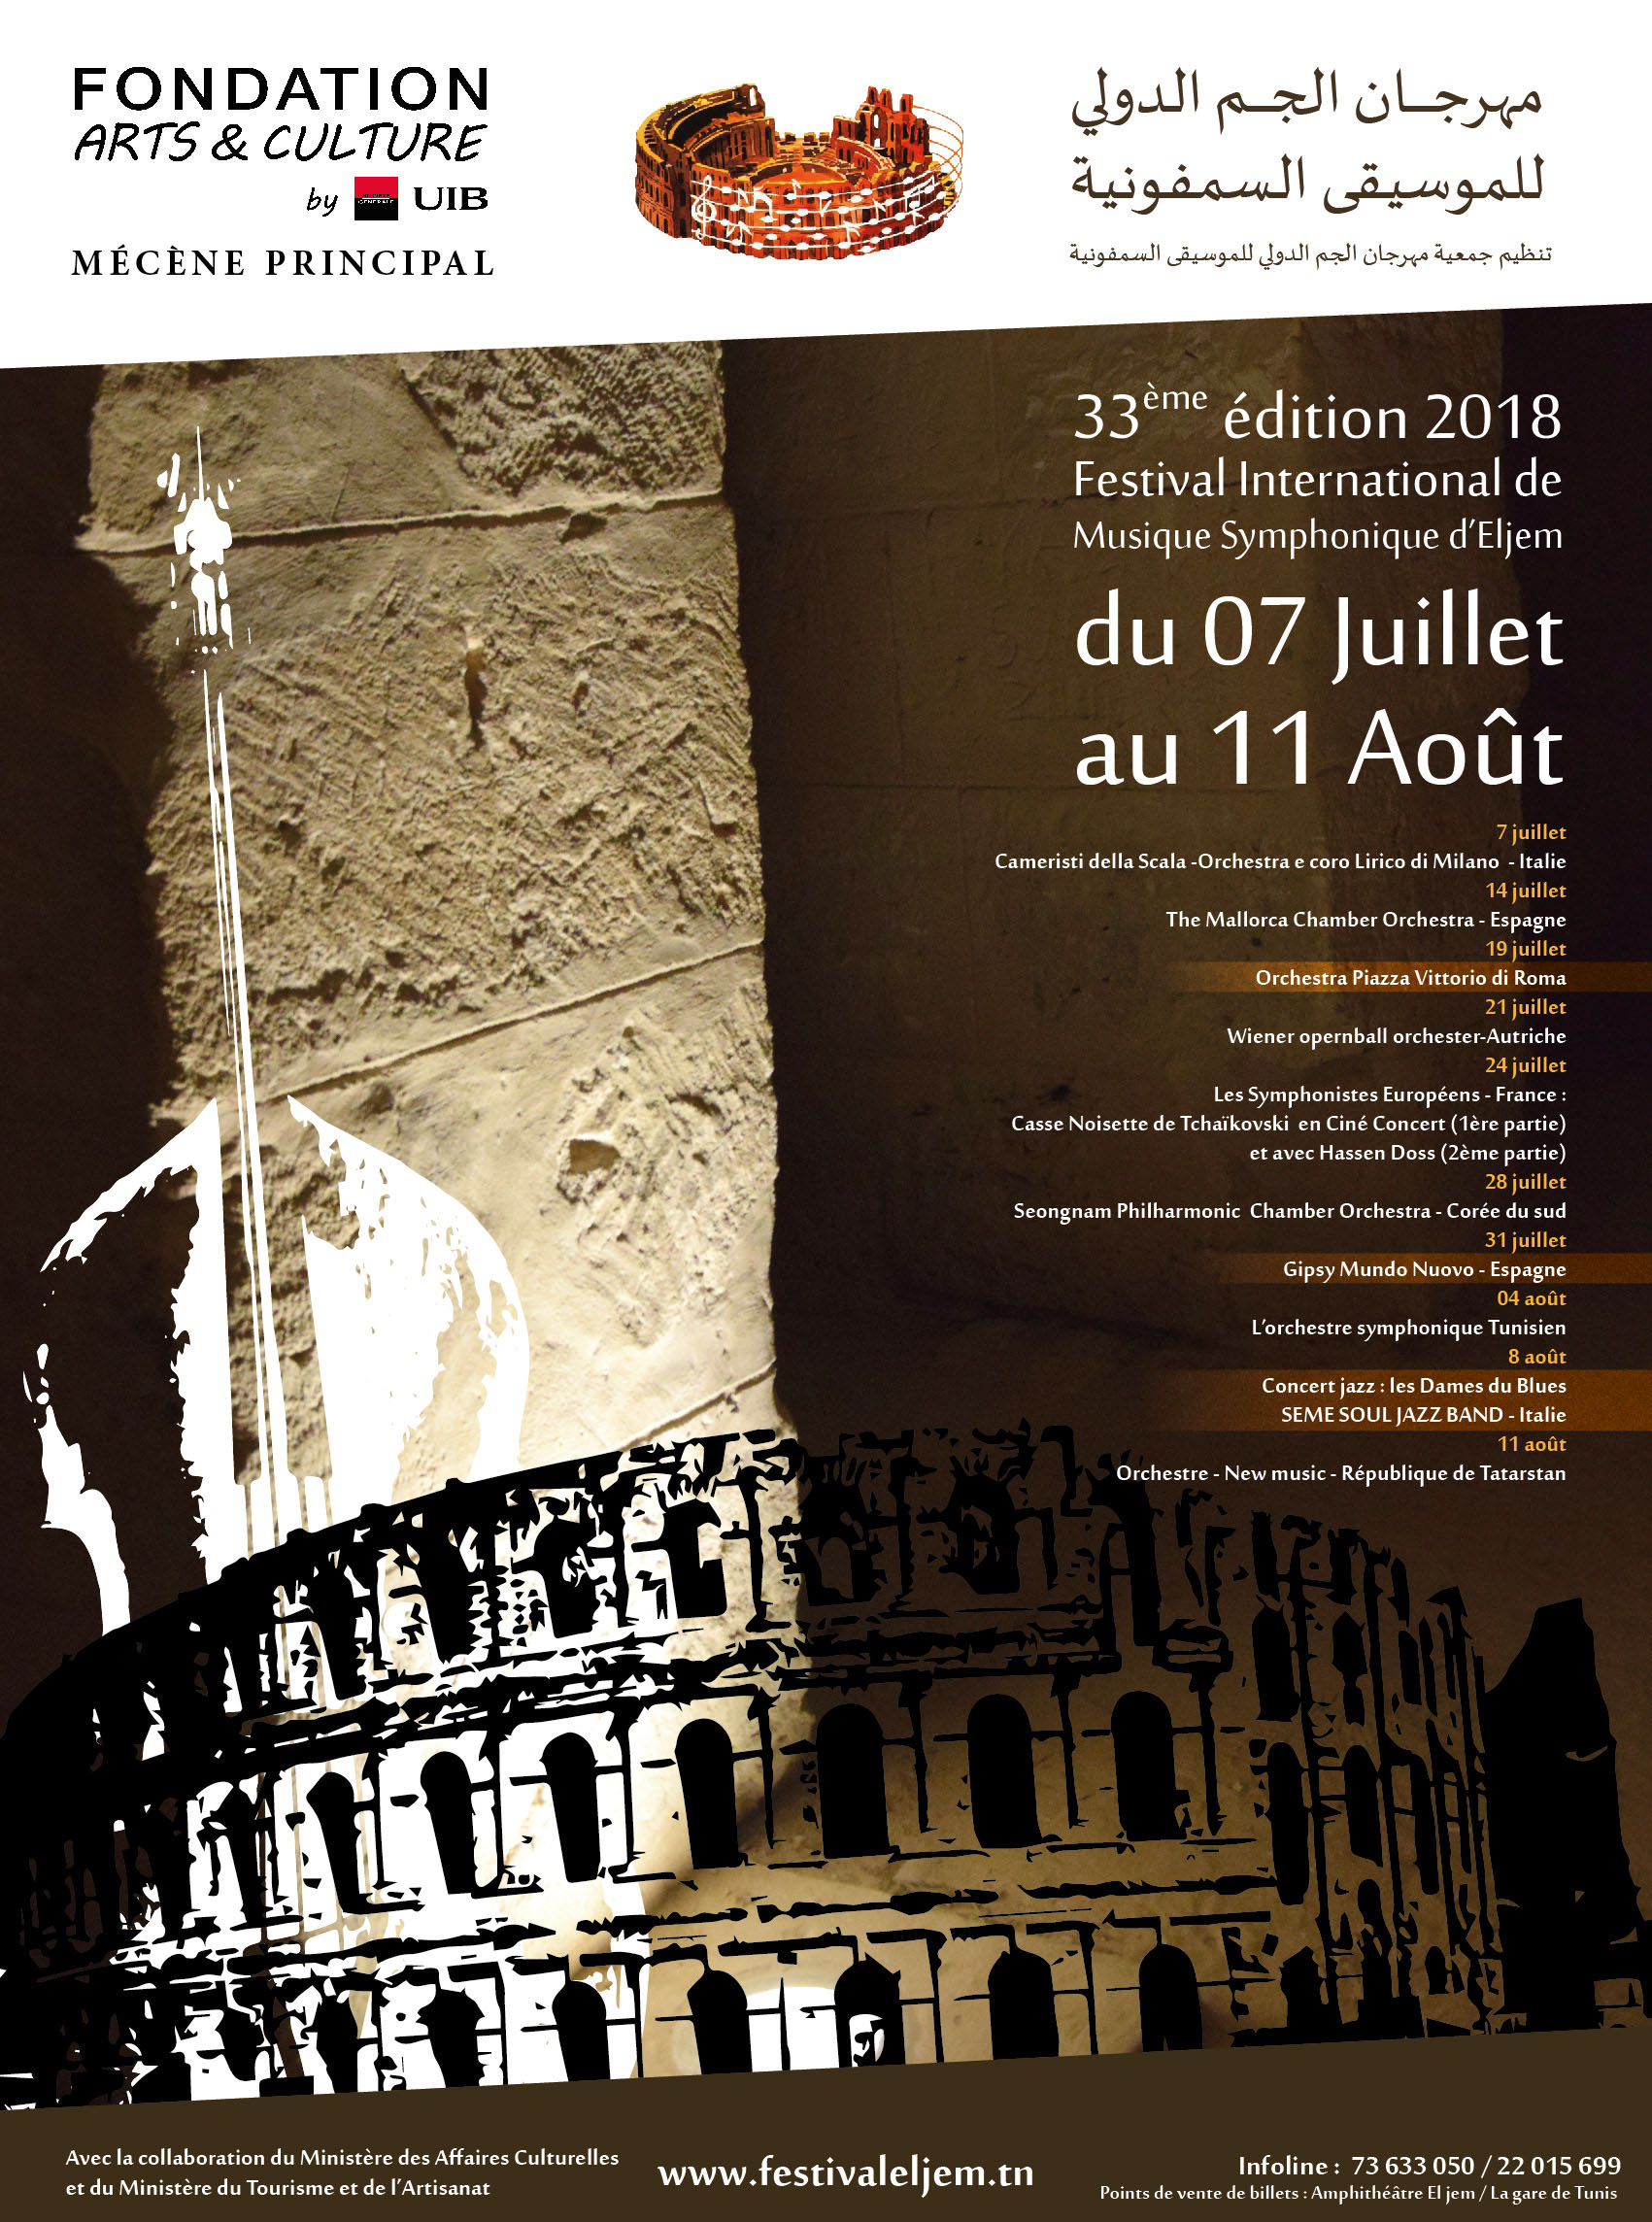 FONDATION
ARTS & CULTURE
by SOCIETE GENERALE UIB
MÉCÈNE PRINCIPAL
مهرجـان الجـم الدولي
للموسيقى السمفونية
تنظيم جمعية مهرجان الجم الدولي للموسيقى السمفونية
33ème édition 2018
Festival International de
Musique Symphonique d'Eljem
du 07 Juillet
au 11 Août
7 juillet
Cameristi della Scala -Orchestra e coro Lirico di Milano - Italie
14 juillet
The Mallorca Chamber Orchestra - Espagne
19 juillet
Orchestra Piazza Vittorio di Roma
21 juillet
Wiener opernball orchester-Autriche
24 juillet
Les Symphonistes Européens - France :
Casse Noisette de Tchaïkovski en Ciné Concert (1ère partie)
et avec Hassen Doss (2ème partie)
28 juillet
Seongnam Philharmonic Chamber Orchestra - Corée du sud
31 juillet
Gipsy Mundo Nuovo - Espagne
04 août
L'orchestre symphonique Tunisien
8 août
Concert jazz : les Dames du Blues
SEME SOUL JAZZ BAND - Italie
11 août
Orchestre - New music - République de Tatarstan
Avec la collaboration du Ministère des Affaires Culturelles
et du Ministère du Tourisme et de l'Artisanat
www.festivaleljem.tn
Infoline : 73 633 050 / 22 015 699
Points de vente de billets : Amphithéâtre El jem / La gare de Tunis